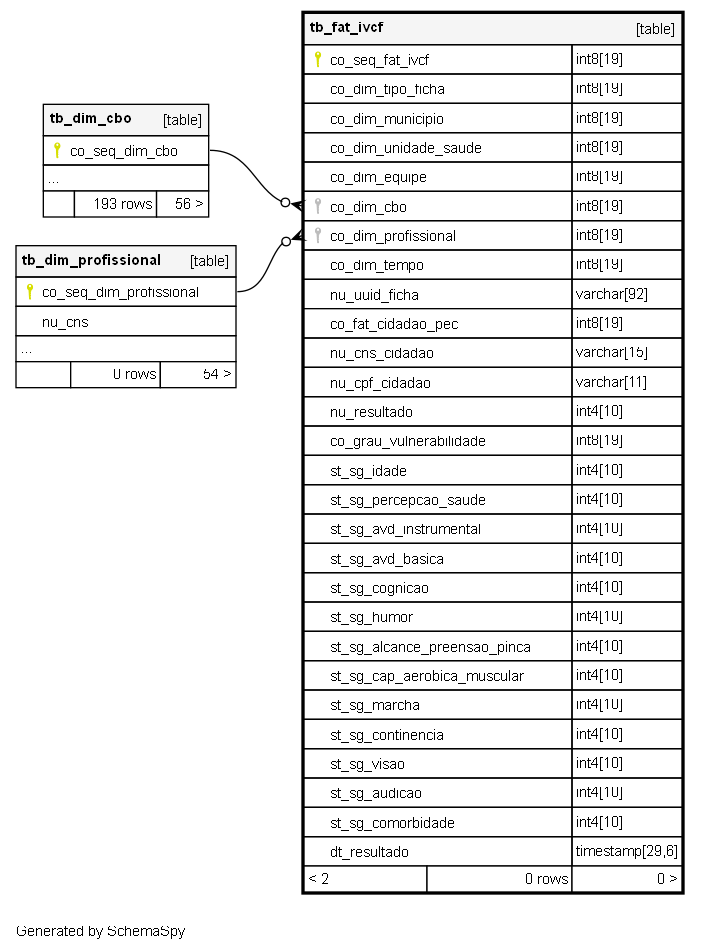 tb_fat_ivcf [table]
co_seq_fat_ivcf int8[19]
co_dim_tipo_ficha int8[19]
co_dim_municipio int8[19]
co_dim_unidade_saude int8[19]
co_dim_equipe int8[19]
co_dim_cbo int8[19]
co_dim_profissional int8[19]
co_dim_tempo int8[19]
nu_uuid_ficha varchar[92]
co_fat_cidadao_pec int8[19]
nu_cns_cidadao varchar[15]
nu_cpf_cidadao varchar[11]
nu_resultado int4[10]
co_grau_vulnerabilidade int8[19]
st_sg_idade int4[10]
st_sg_percepcao_saude int4[10]
st_sg_avd_instrumental int4[10]
st_sg_avd_basica int4[10]
st_sg_cognicao int4[10]
st_sg_humor int4[10]
st_sg_alcance_preensao_pinca int4[10]
st_sg_cap_aerobica_muscular int4[10]
st_sg_marcha int4[10]
st_sg_continencia int4[10]
st_sg_visao int4[10]
st_sg_audicao int4[10]
st_sg_comorbidade int4[10]
dt_resultado timestamp[29,6]
< 2 0 rows 0 >
tb_dim_cbo [table]
co_seq_dim_cbo
...
193 rows 56 >
tb_dim_profissional [table]
co_seq_dim_profissional
nu_cns
...
0 rows 54 >
Generated by SchemaSpy